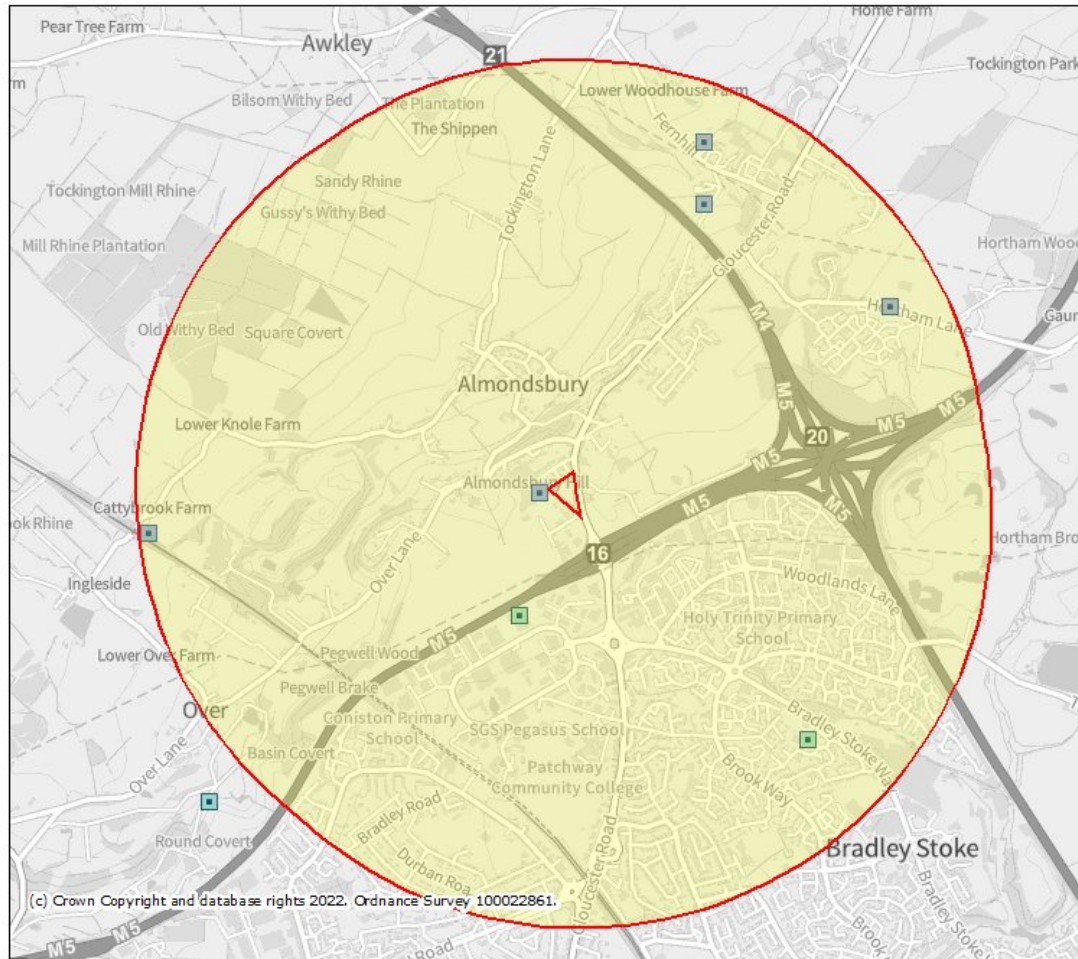 Pear Tree Farm
Awkley
21
Home Farm
Tockington Park
Lower Woodhouse Farm
Bilsom Withy Bed
The Plantation
The Shippen
Fernhill
Tockington Lane
Sandy Rhine
Tockington Mill Rhine
Gussy's Withy Bed
Gloucester Road
Mill Rhine Plantation
Hortham Wood
Old Withy Bed
Square Covert
M4
Hortham Lane
Gaun
Almondsbury
M5
M5
M5
Lower Knole Farm
20
M5
Almondsbury Hill
M5
M5
Cattybrook Farm
ok Rhine
Over Lane
16
Hortham Bro
Ingleside
Woodlands Lane
Holy Trinity Primary
School
M5
Lower Over Farm
Pegwell Wood
Pegwell Brake
Over
Coniston Primary
School
SGS Pegasus School
Bradley Stoke Way
Basin Covert
Over Lane
Patchway
Community College
Brook Way
Bradley Road
Round Covert
Gloucester Road
Bradley Stoke
Durban Roa
(c) Crown Copyright and database rights 2022. Ordnance Survey 100022861.
M5
M5
Road
Brook
Bradley Stoke